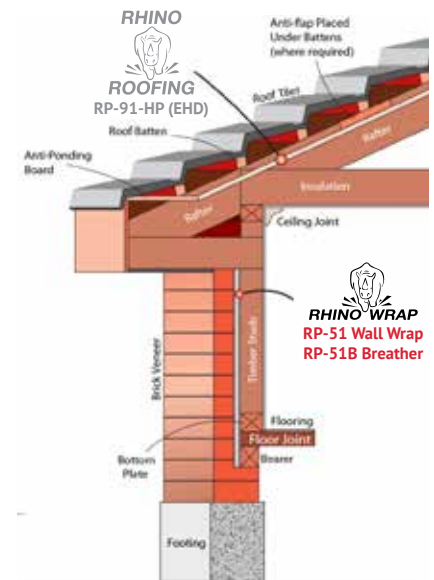 RHINO
ROOFING
RP-91-HP (EHD)
Anti-flap Placed
Under Battens
(where required)
Roof Tiles
Roof Batten
Anti-Ponding
Board
Rafter
Rafter
Insulation
Ceiling Joint
RHINO WRAP
RP-51 Wall Wrap
RP-51B Breather
Brick Veneer
Timber Studs
Flooring
Floor Joint
Bearer
Bottom
Plate
Footing